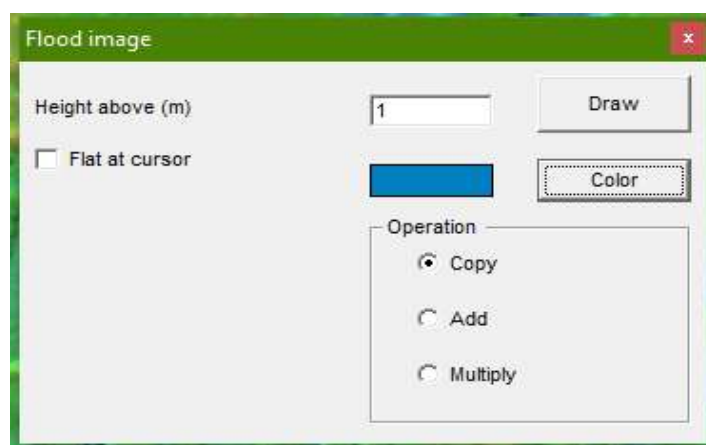 Flood image
x
Height above (m)
1
Draw
Flat at cursor
Color
Operation
Copy
Add
Multiply